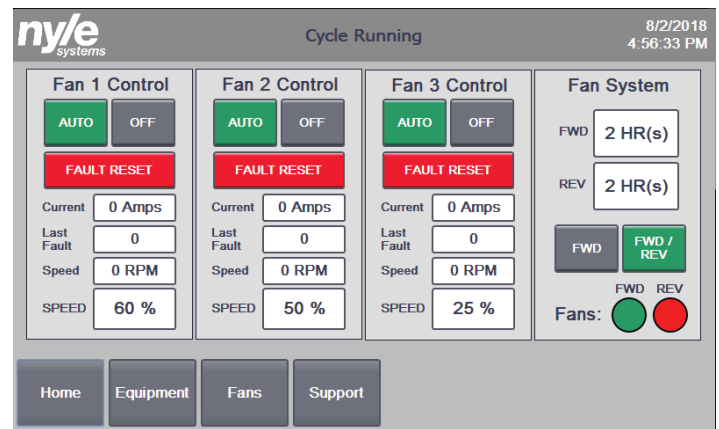 nyle
systems
Cycle Running
8/2/2018
4:56:33 PM
Fan 1 Control
AUTO OFF
FAULT RESET
Current 0 Amps
Last
Fault 0
Speed 0 RPM
SPEED 60 %
Fan 2 Control
AUTO OFF
FAULT RESET
Current 0 Amps
Last
Fault 0
Speed 0 RPM
SPEED 50 %
Fan 3 Control
AUTO OFF
FAULT RESET
Current 0 Amps
Last
Fault 0
Speed 0 RPM
SPEED 25 %
Fan System
FWD 2 HR(s)
REV 2 HR(s)
FWD
FWD /
REV
FWD REV
Fans:
Home Equipment Fans Support